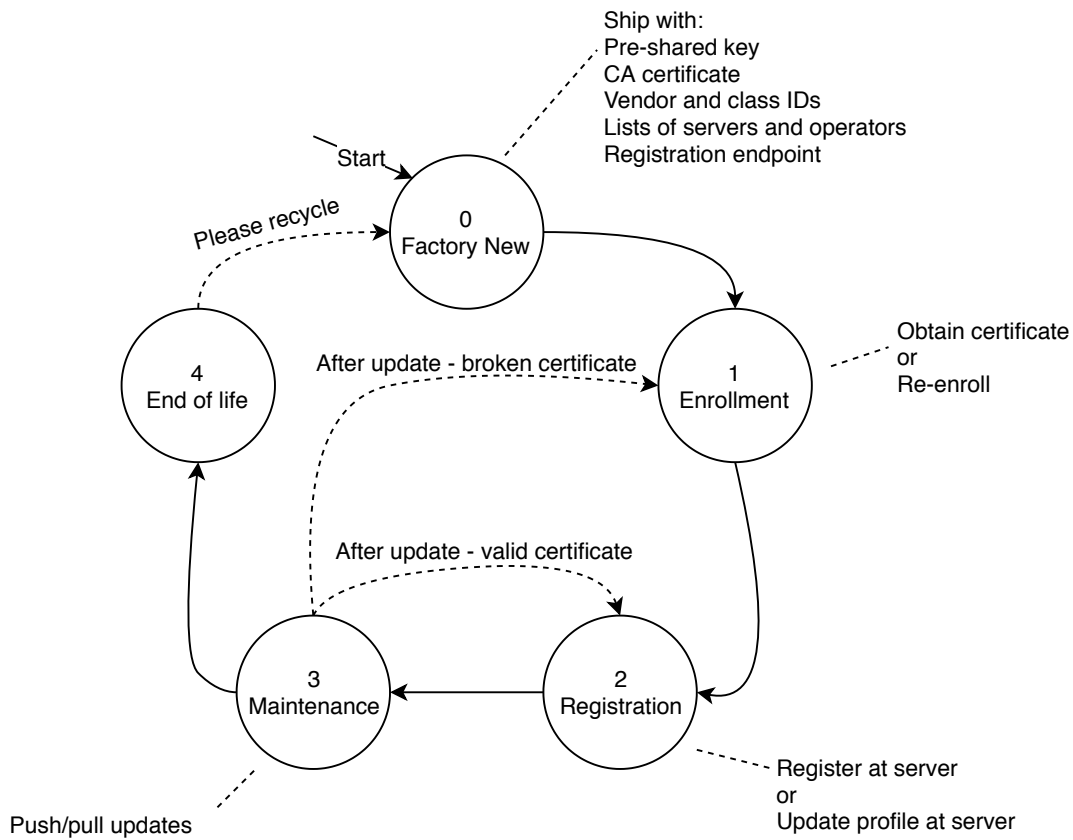 Ship with:
Pre-shared key
CA certificate
Vendor and class IDs
Lists of servers and operators
Registration endpoint
Start
0
Factory New
Please recycle
4
End of life
After update - broken certificate
1
Enrollment
Obtain certificate
or
Re-enroll
After update - valid certificate
3
Maintenance
2
Registration
Register at server
or
Update profile at server
Push/pull updates